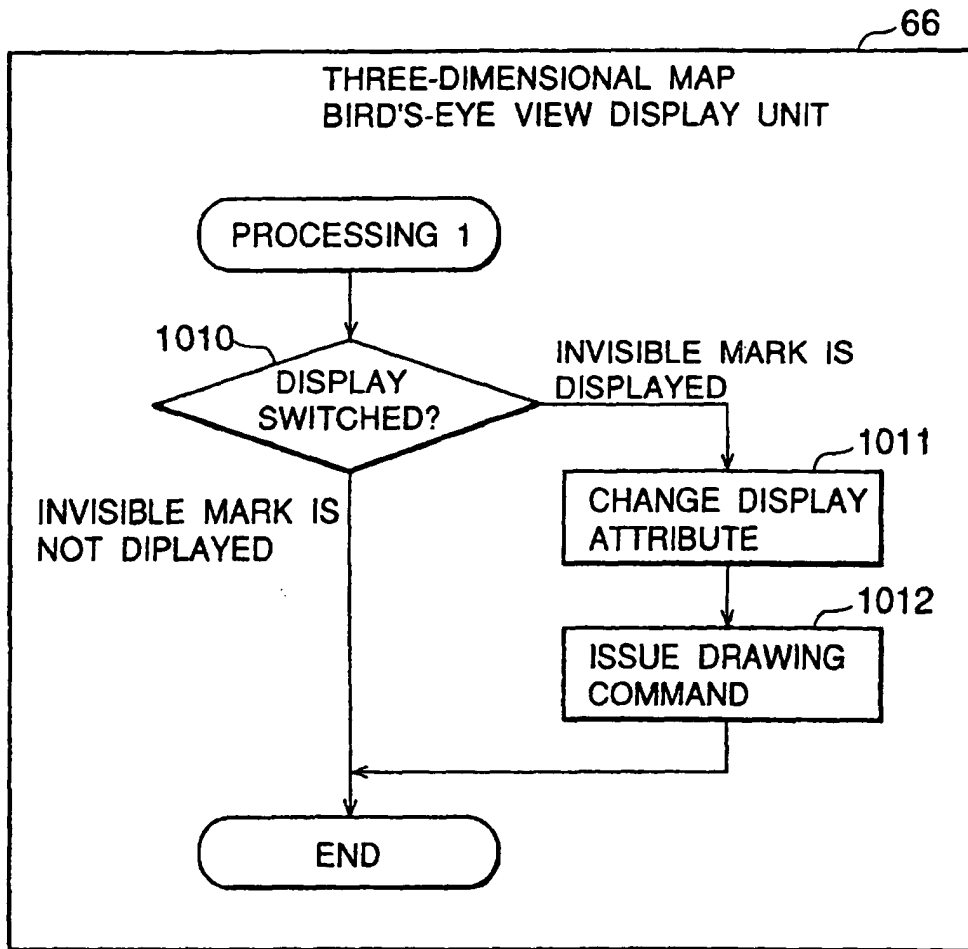 66
THREE-DIMENSIONAL MAP
BIRD'S-EYE VIEW DISPLAY UNIT
PROCESSING 1
1010
DISPLAY
SWITCHED?
INVISIBLE MARK IS
DISPLAYED
1011
CHANGE DISPLAY
ATTRIBUTE
INVISIBLE MARK IS
NOT DIPLAYED
1012
ISSUE DRAWING
COMMAND
END